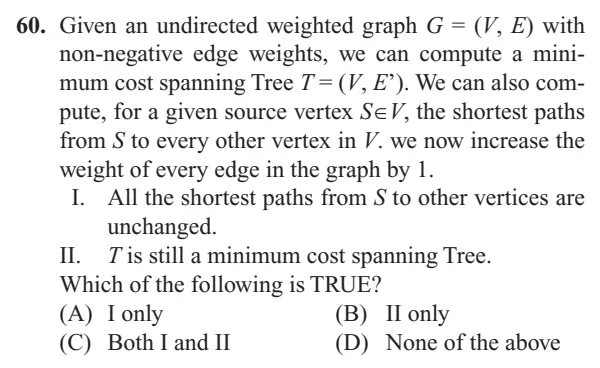 60. Given an undirected weighted graph G = (V, E) with
non-negative edge weights, we can compute a mini-
mum cost spanning Tree T = (V, E’). We can also com-
pute, for a given source vertex S∈V, the shortest paths
from S to every other vertex in V. we now increase the
weight of every edge in the graph by 1.
I. All the shortest paths from S to other vertices are
unchanged.
II. T is still a minimum cost spanning Tree.
Which of the following is TRUE?
(A) I only (B) II only
(C) Both I and II (D) None of the above